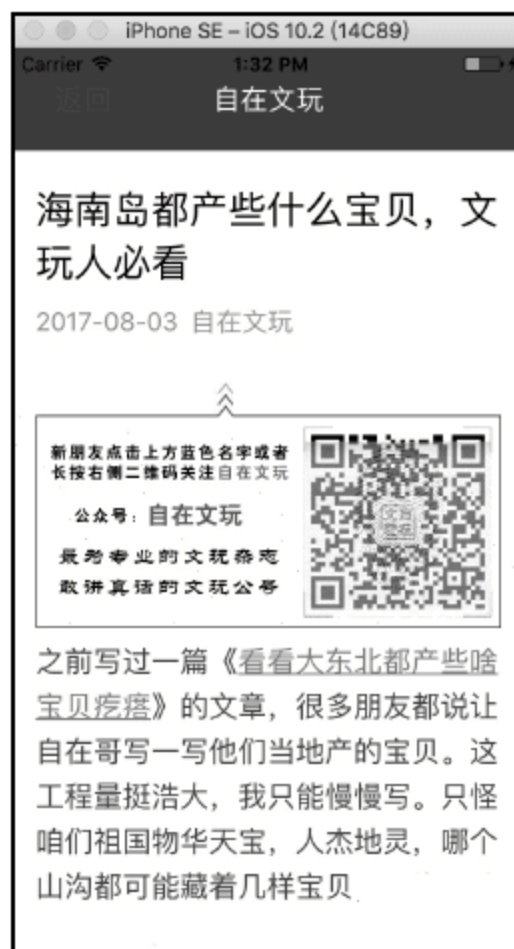 iPhone SE – iOS 10.2 (14C89)
Carrier 1:32 PM
返回 自在文玩
海南岛都产些什么宝贝，文
玩人必看
2017-08-03 自在文玩
新朋友点击上方蓝色名字或者
长按右侧二维码关注自在文玩
公众号：自在文玩
最考专业的文玩杂志
敢讲真话的文玩公号
之前写过一篇《看看大东北都产些啥
宝贝疙瘩》的文章，很多朋友都说让
自在哥写一写他们当地产的宝贝。这
工程量挺浩大，我只能慢慢写。只怪
咱们祖国物华天宝，人杰地灵，哪个
山沟都可能藏着几样宝贝